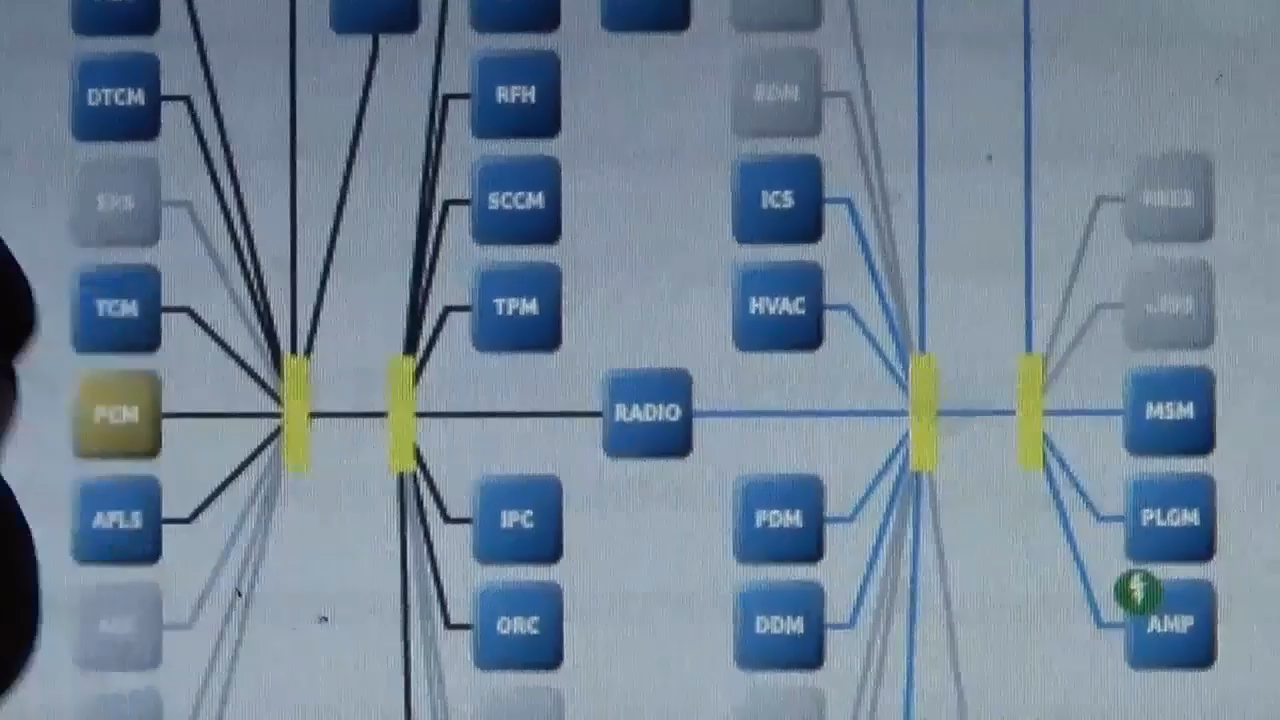 DTCM
RFH
SCCM
ICS
TCM
TPM
HVAC
PCM
RADIO
MSM
AFLS
IPC
PDM
PLGM
ORC
DDM
AMP